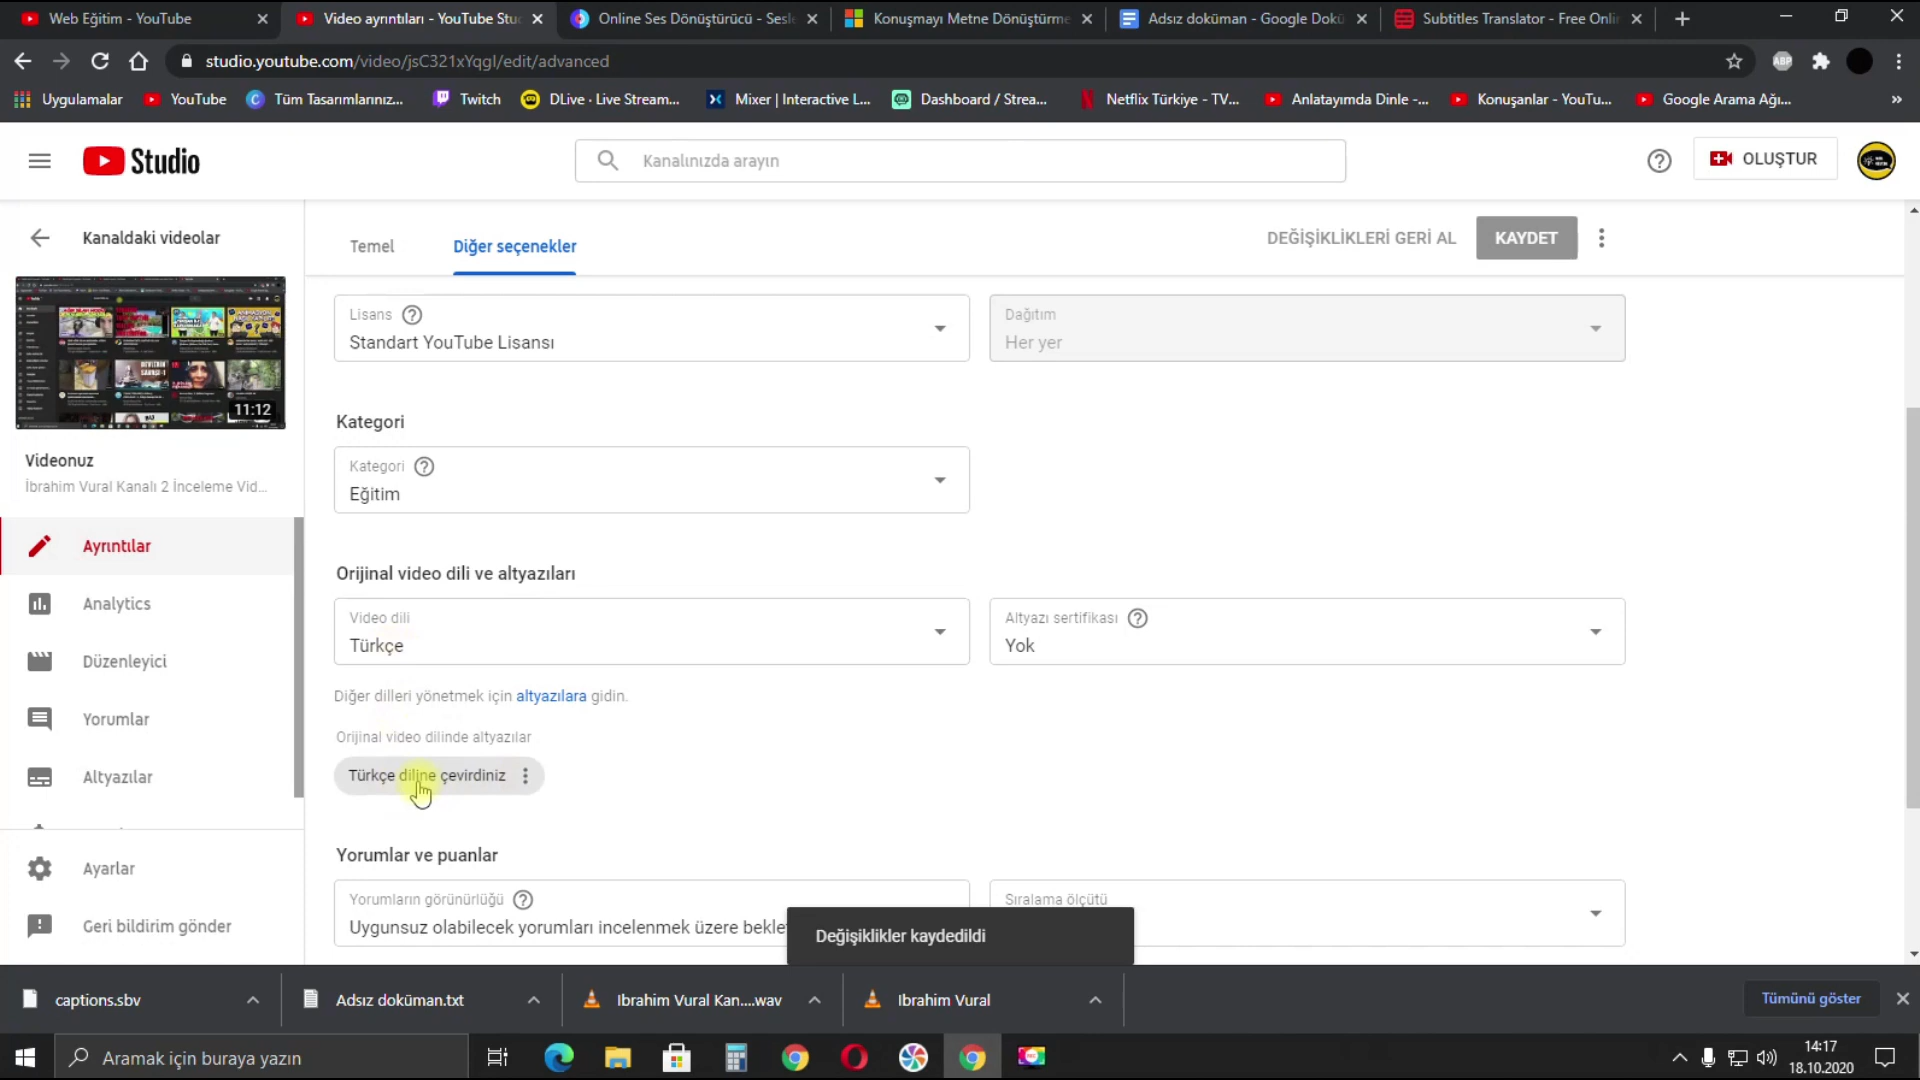 Web Eğitim - YouTube
Video ayrıntıları - YouTube Stu
Online Ses Dönüştürücü - Sesl
Konuşmayı Metne Dönüştürme
Adsız doküman - Google Dokü
Subtitles Translator - Free Onli
studio.youtube.com/video/jsC321xYqgI/edit/advanced
ABP
Uygulamalar
YouTube
Tüm Tasarımlarınız...
Twitch
DLive · Live Stream...
Mixer | Interactive L...
Dashboard / Strea...
Netflix Türkiye - TV...
Anlatayımda Dinle -...
Konuşanlar - YouTu...
Google Arama Ağı...
Studio
Kanalınızda arayın
OLUŞTUR
Kanaldaki videolar
Temel
Diğer seçenekler
DEĞİŞİKLİKLERİ GERİ AL
KAYDET
11:12
Videonuz
İbrahim Vural Kanalı 2 İnceleme Vid...
Ayrıntılar
Analytics
Düzenleyici
Yorumlar
Altyazılar
Ayarlar
Geri bildirim gönder
Lisans
Standart YouTube Lisansı
Dağıtım
Her yer
Kategori
Kategori
Eğitim
Orijinal video dili ve altyazıları
Video dili
Türkçe
Altyazı sertifikası
Yok
Diğer dilleri yönetmek için altyazılara gidin.
Orijinal video dilinde altyazılar
Türkçe diline çevirdiniz
Yorumlar ve puanlar
Yorumların görünürlüğü
Uygunsuz olabilecek yorumları incelenmek üzere bekle
Sıralama ölçütü
Değişiklikler kaydedildi
captions.sbv
Adsız doküman.txt
Ibrahim Vural Kan....wav
Ibrahim Vural
Tümünü göster
Aramak için buraya yazın
14:17
18.10.2020